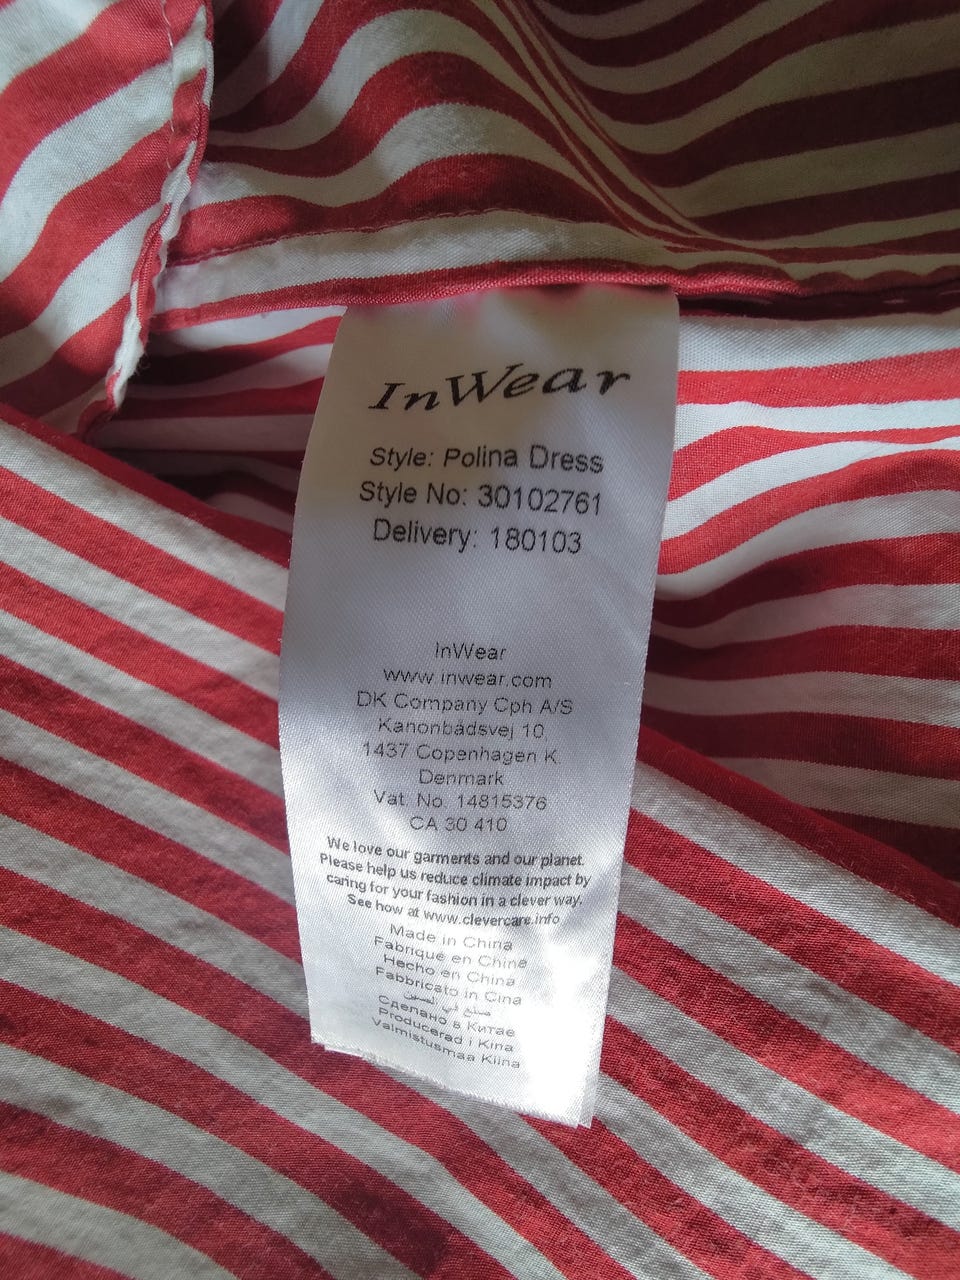 InWear
Style: Polina Dress
Style No: 30102761
Delivery: 180103
InWear
www.inwear.com
DK Company Cph A/S
Kanonbådsvej 10,
1437 Copenhagen K.
Denmark
Vat. No. 14815376
CA 30 410
We love our garments and our planet.
Please help us reduce climate impact by
caring for your fashion in a clever way.
See how at www.clevercare.info
Made in China
Fabriqué en Chine
Hecho en China
Fabbricato in Cina
صنع في الصين
Сделано в Китае
Producerad i Kina
Valmistusmaa Kiina